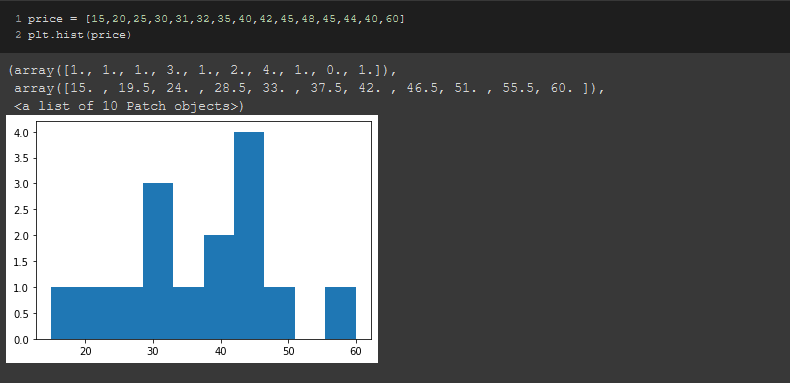 1 price = [15,20,25,30,31,32,35,40,42,45,48,45,44,40,60]
2 plt.hist(price)
(array([1., 1., 1., 3., 1., 2., 4., 1., 0., 1.]),
array([15. , 19.5, 24. , 28.5, 33. , 37.5, 42. , 46.5, 51. , 55.5, 60. ]),
<a list of 10 Patch objects>)
4.0
3.5
3.0
2.5
2.0
1.5
1.0
0.5
0.0
20 30 40 50 60